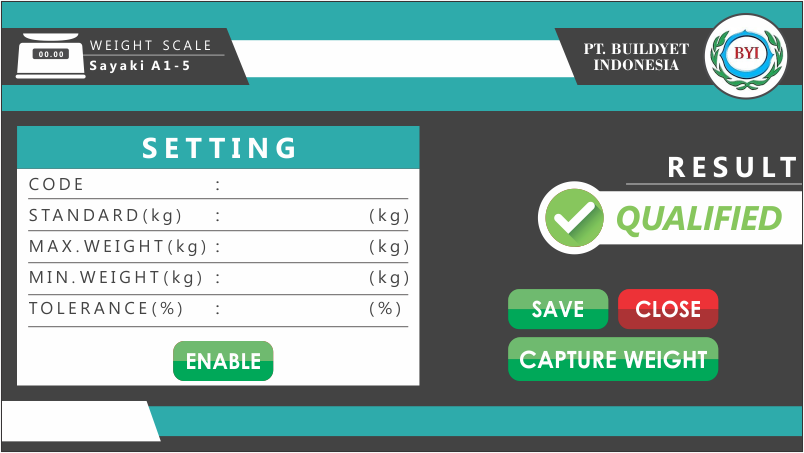 00.00
WEIGHT SCALE
Sayaki A1-5
PT. BUILDYET
INDONESIA
BYI
SETTING
CODE :
STANDARD(kg) : (kg)
MAX.WEIGHT(kg) : (kg)
MIN.WEIGHT(kg) : (kg)
TOLERANCE(%) : (%)
ENABLE
RESULT
QUALIFIED
SAVE
CLOSE
CAPTURE WEIGHT